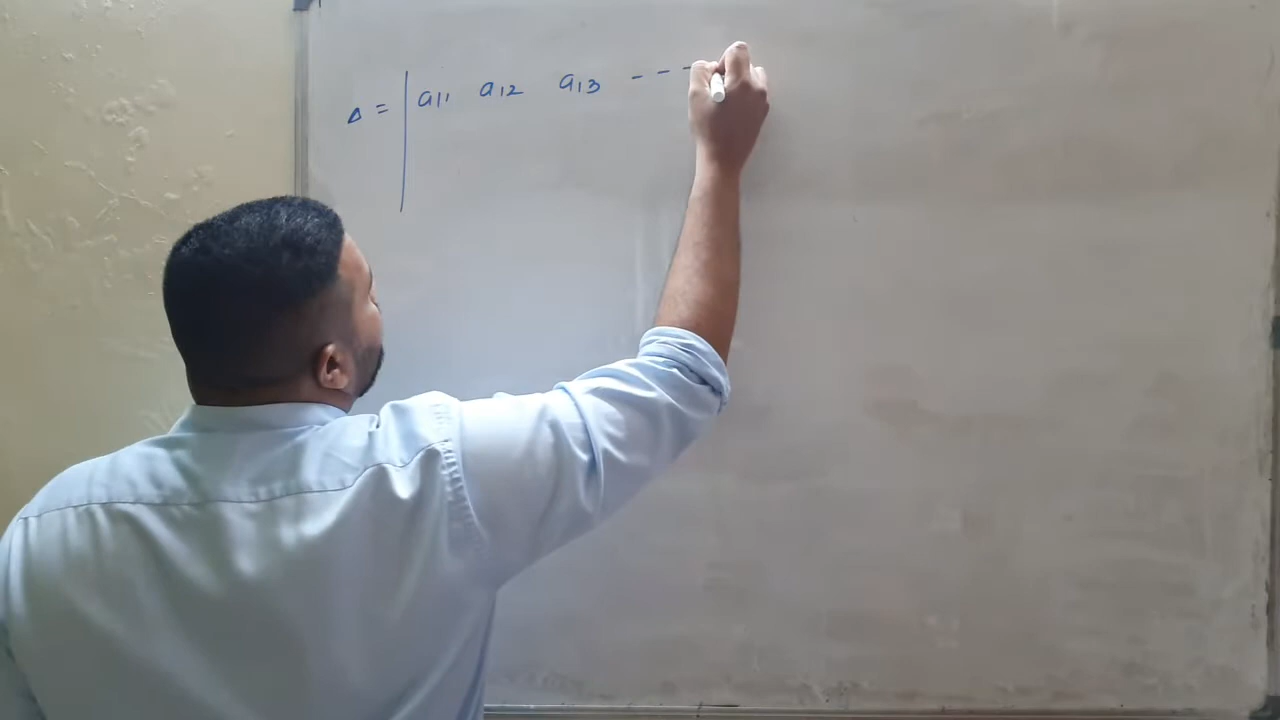 Δ = | a11 a12 a13 - - -